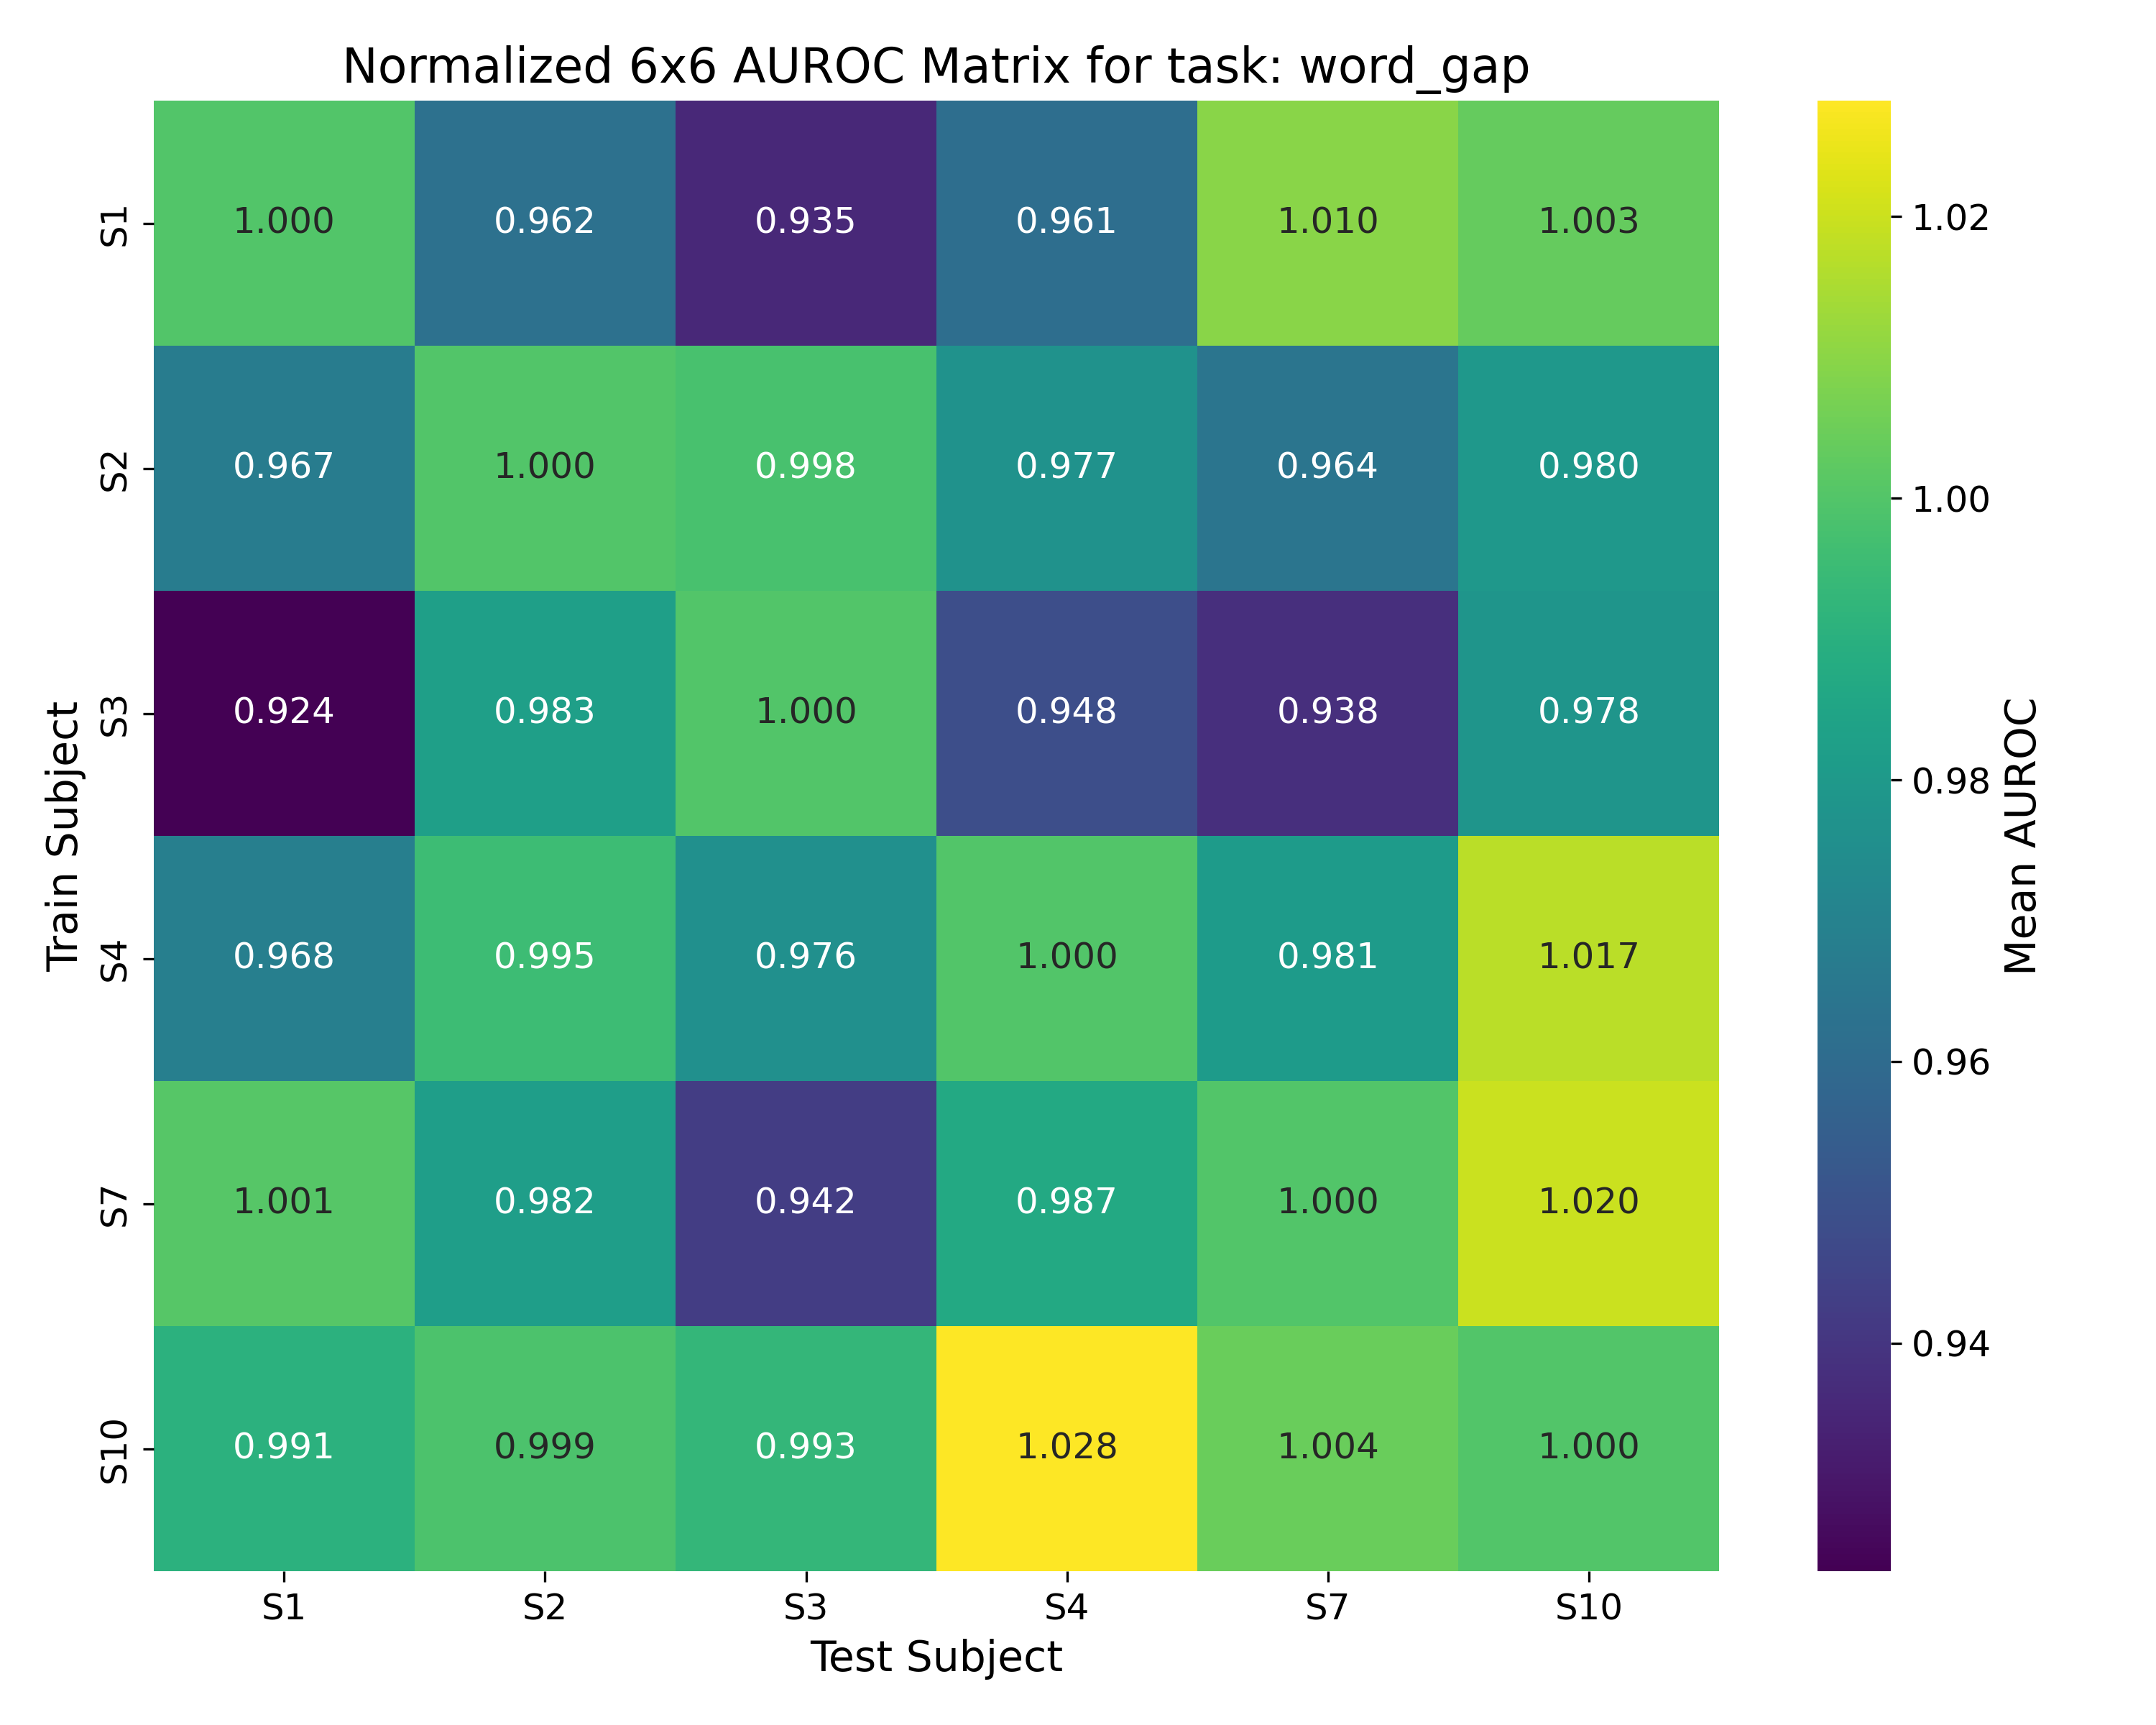 Normalized 6x6 AUROC Matrix for task: word_gap
S1 1.000 0.962 0.935 0.961 1.010 1.003
S2 0.967 1.000 0.998 0.977 0.964 0.980
S3 0.924 0.983 1.000 0.948 0.938 0.978
S4 0.968 0.995 0.976 1.000 0.981 1.017
S7 1.001 0.982 0.942 0.987 1.000 1.020
S10 0.991 0.999 0.993 1.028 1.004 1.000
S1 S2 S3 S4 S7 S10
Test Subject
Train Subject
1.02
1.00
0.98
0.96
0.94
Mean AUROC